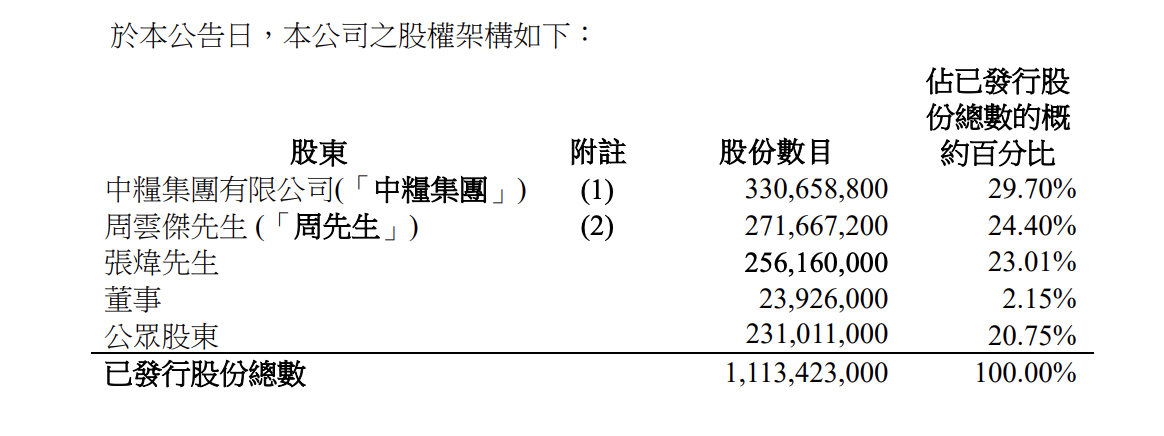 於本公告日，本公司之股權架構如下：
股東 附註 股份數目 佔已發行股份總數的概約百分比
中糧集團有限公司(「中糧集團」) (1) 330,658,800 29.70%
周雲傑先生 (「周先生」) (2) 271,667,200 24.40%
張煒先生 256,160,000 23.01%
董事 23,926,000 2.15%
公眾股東 231,011,000 20.75%
已發行股份總數 1,113,423,000 100.00%